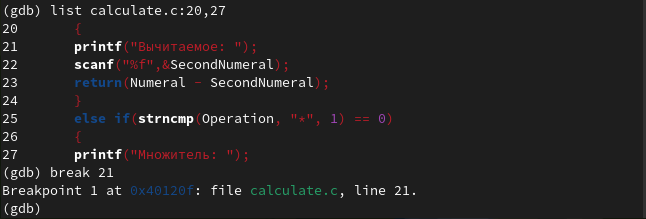 (gdb) list calculate.c:20,27
20 {
21 printf("Вычитаемое: ");
22 scanf("%f",&SecondNumeral);
23 return(Numeral - SecondNumeral);
24 }
25 else if(strncmp(Operation, "*", 1) == 0)
26 {
27 printf("Множитель: ");
(gdb) break 21
Breakpoint 1 at 0x40120f: file calculate.c, line 21.
(gdb)